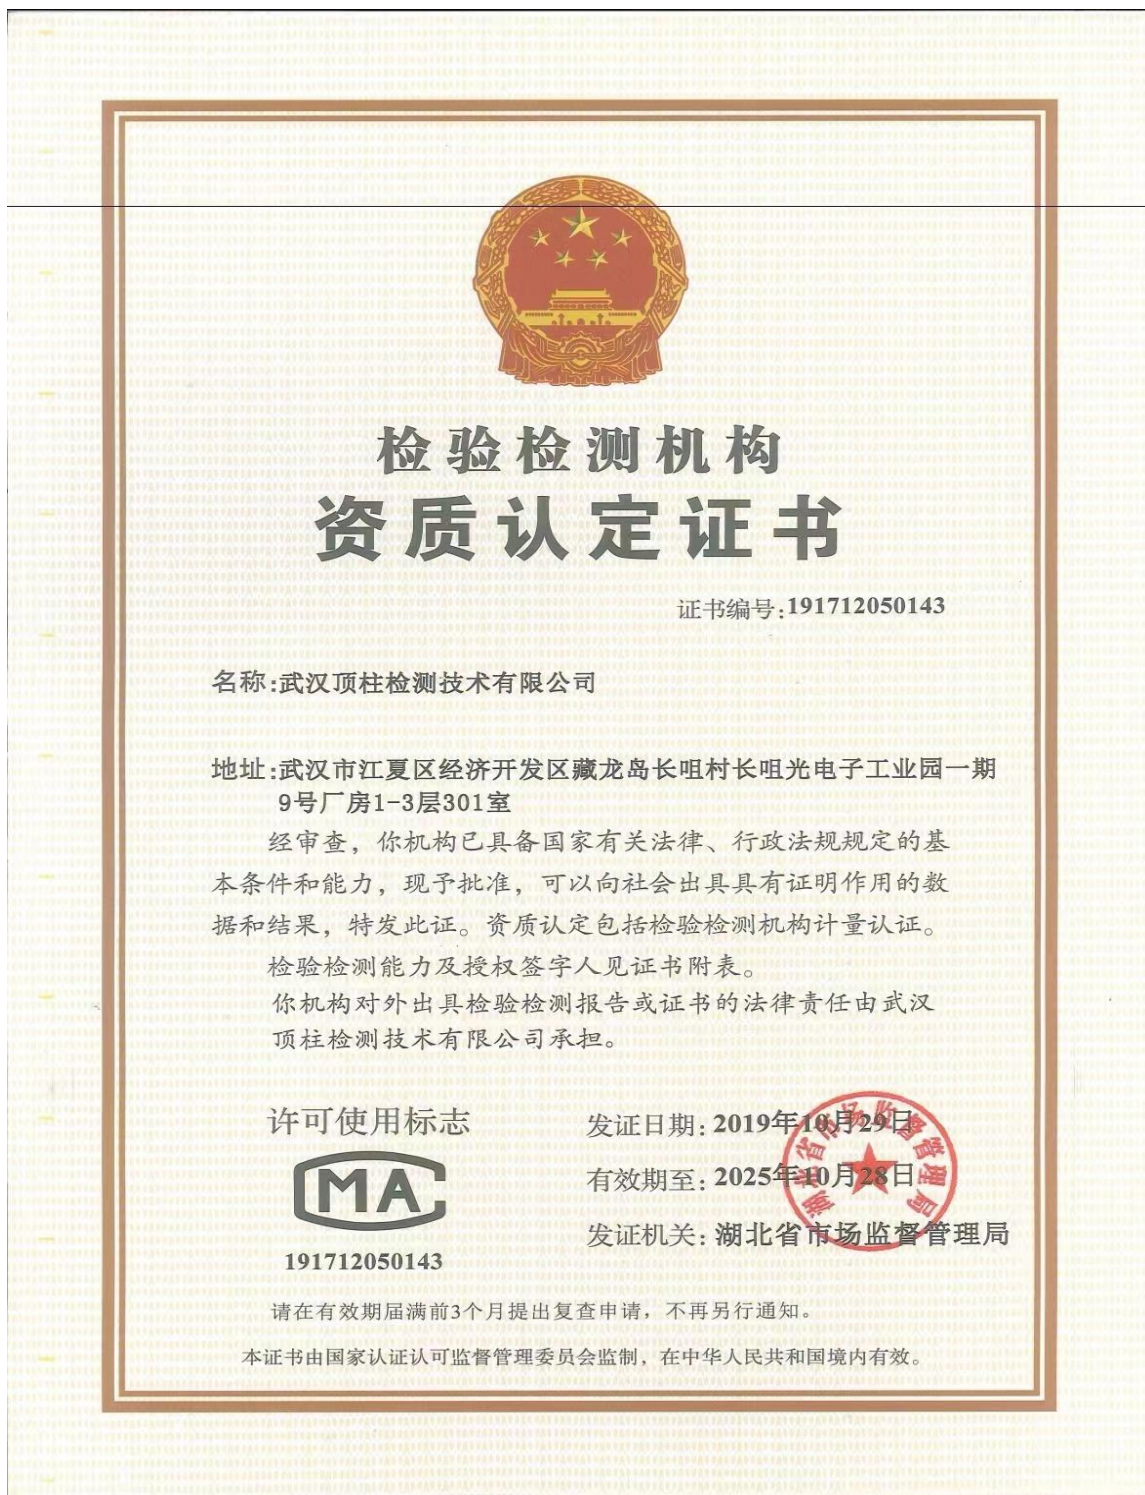 检验检测机构
资质认定证书
证书编号:191712050143
名称:武汉顶柱检测技术有限公司
地址:武汉市江夏区经济开发区藏龙岛长咀村长咀光电子工业园一期
9号厂房1-3层301室
经审查，你机构已具备国家有关法律、行政法规规定的基
本条件和能力，现予批准，可以向社会出具具有证明作用的数
据和结果，特发此证。资质认定包括检验检测机构计量认证。
检验检测能力及授权签字人见证书附表。
你机构对外出具检验检测报告或证书的法律责任由武汉
顶柱检测技术有限公司承担。
许可使用标志
MA
191712050143
发证日期:2019年10月29日
有效期至:2025年10月28日
发证机关:湖北省市场监督管理局
湖北省市场监督管理局
请在有效期届满前3个月提出复查申请，不再另行通知。
本证书由国家认证认可监督管理委员会监制，在中华人民共和国境内有效。